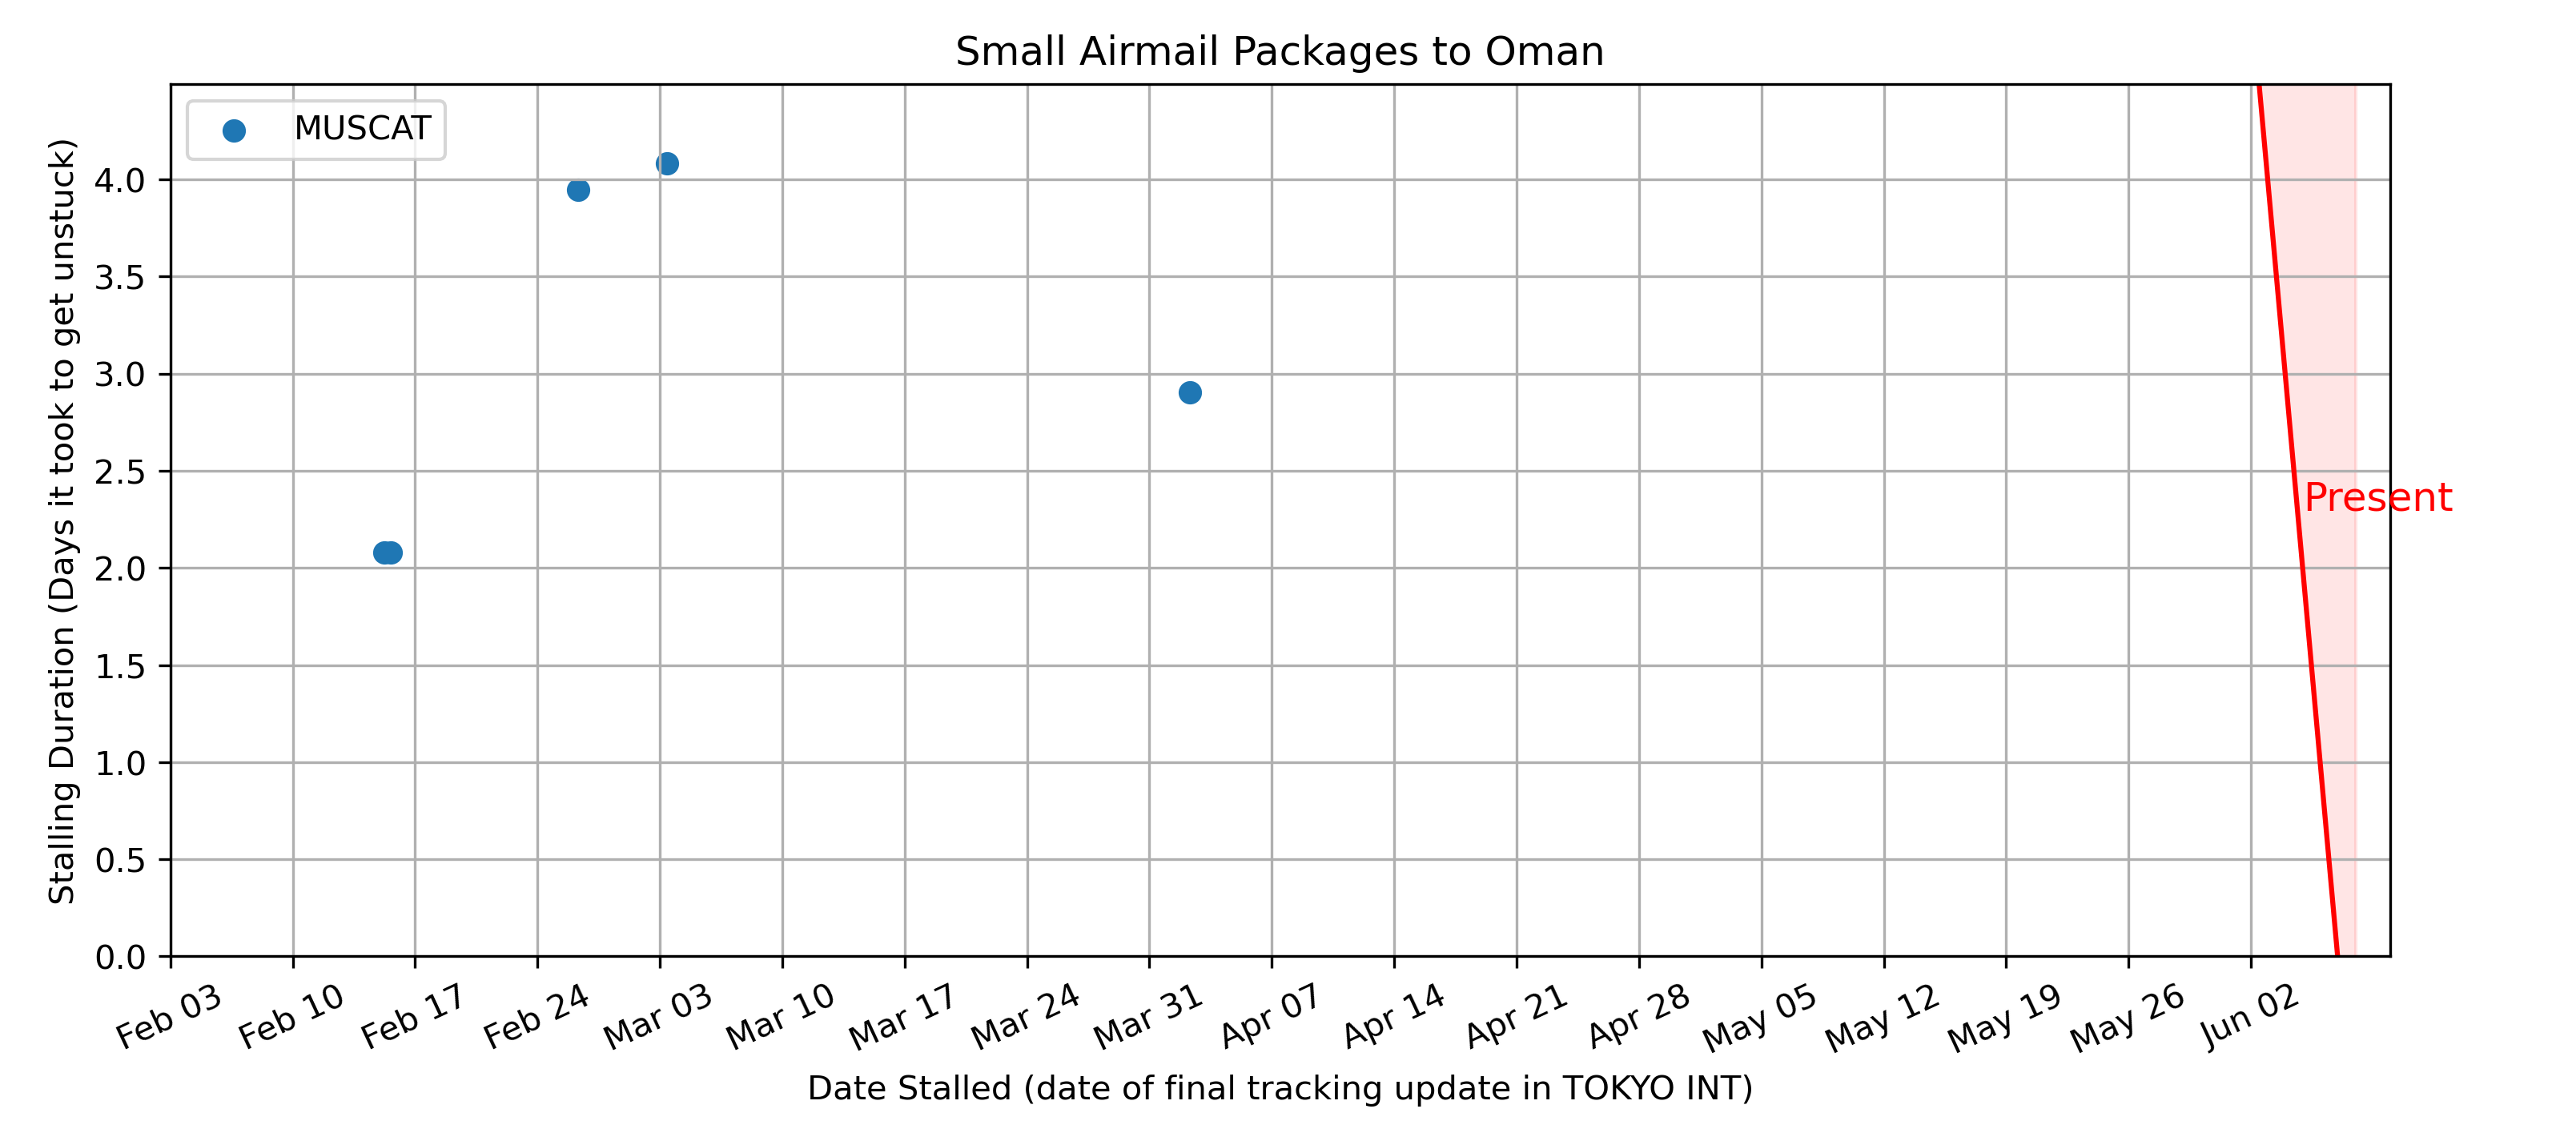 Small Airmail Packages to Oman
MUSCAT
Stalling Duration (Days it took to get unstuck)
4.0
3.5
3.0
2.5
2.0
1.5
1.0
0.5
0.0
Present
Feb 03
Feb 10
Feb 17
Feb 24
Mar 03
Mar 10
Mar 17
Mar 24
Mar 31
Apr 07
Apr 14
Apr 21
Apr 28
May 05
May 12
May 19
May 26
Jun 02
Date Stalled (date of final tracking update in TOKYO INT)